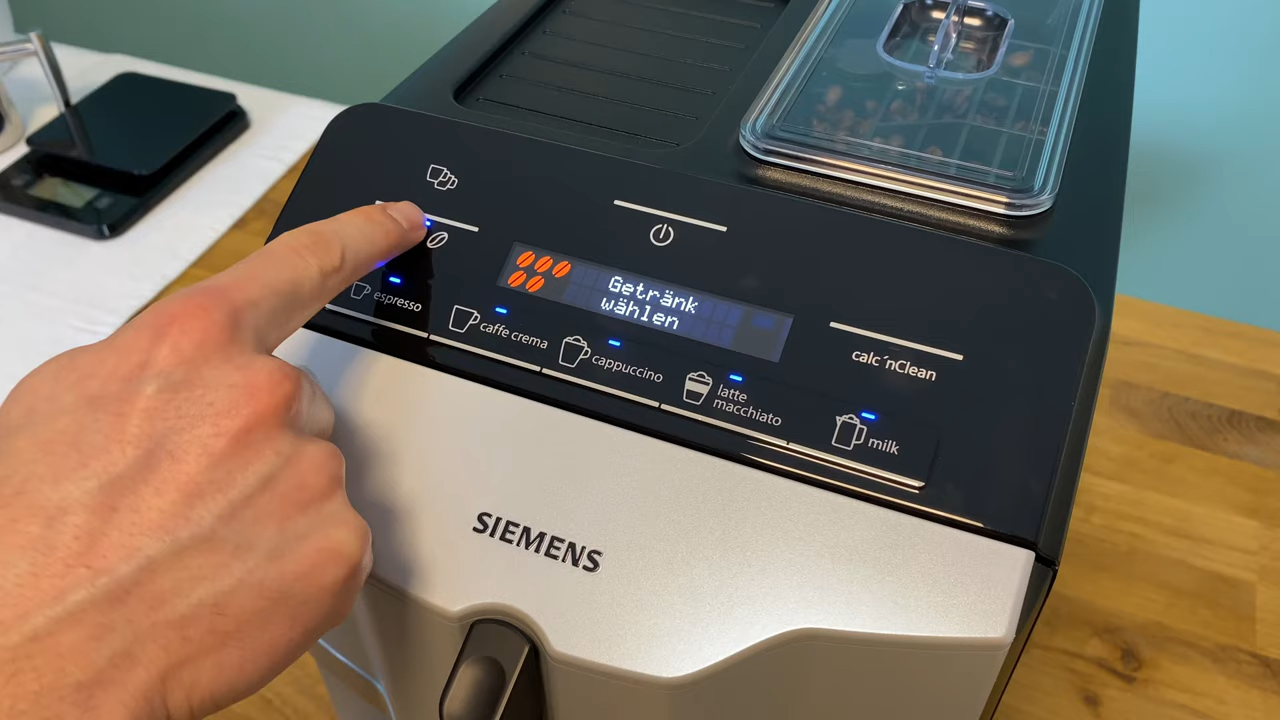 Getränk
wählen
espresso
caffe crema
cappuccino
latte
macchiato
milk
calc´nClean
SIEMENS